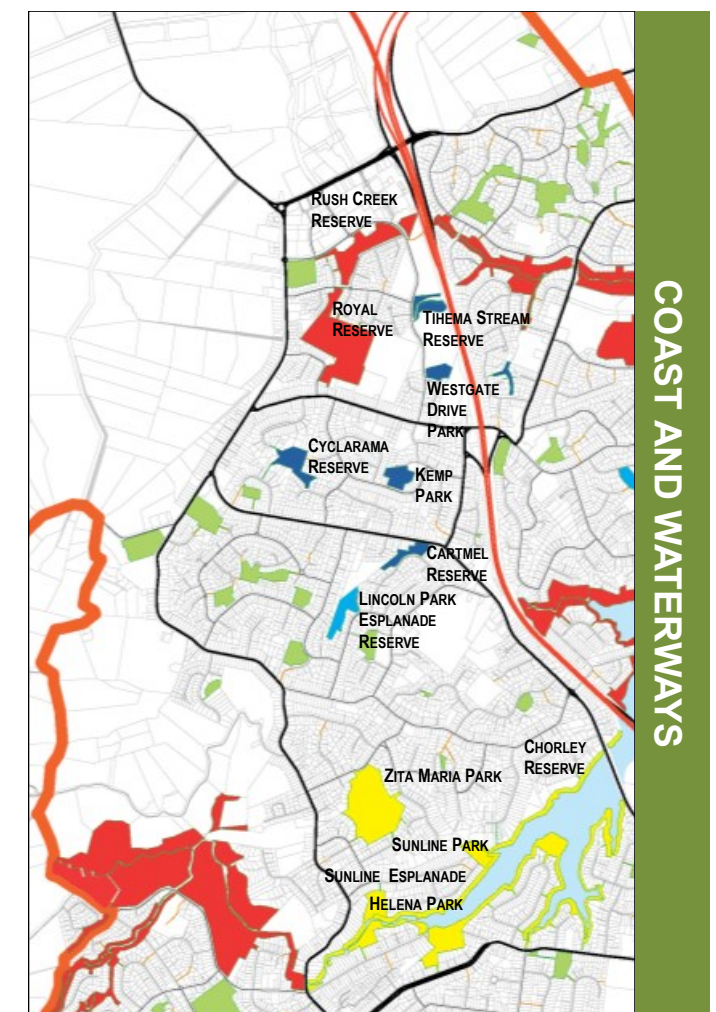 RUSH CREEK
RESERVE
ROYAL
RESERVE
TIHEMA STREAM
RESERVE
WESTGATE
DRIVE
PARK
CYCLARAMA
RESERVE
KEMP
PARK
CARTMEL
RESERVE
LINCOLN PARK
ESPLANADE
RESERVE
CHORLEY
RESERVE
ZITA MARIA PARK
SUNLINE PARK
SUNLINE ESPLANADE
HELENA PARK
COAST AND WATERWAYS